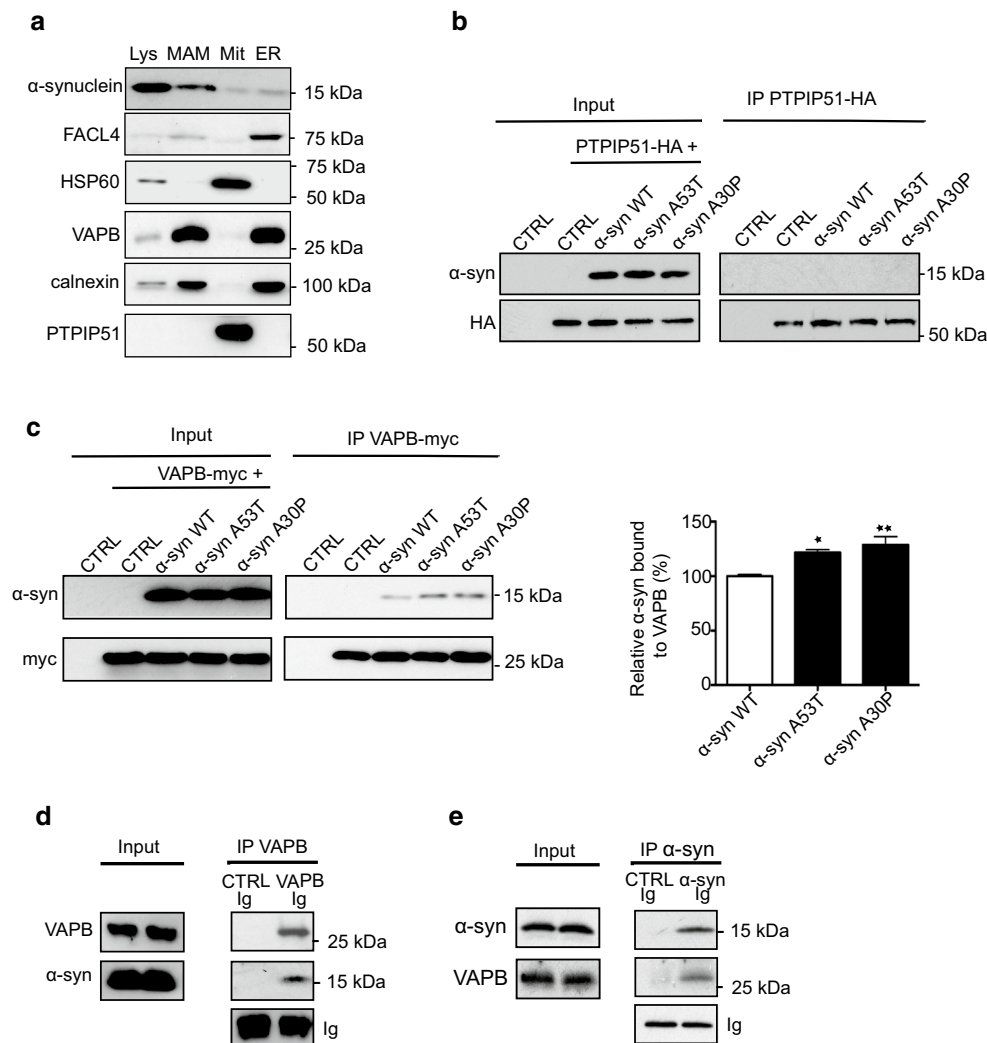 a
Lys MAM Mit ER
α-synuclein
15 kDa
FACL4
75 kDa
HSP60
75 kDa
50 kDa
VAPB
25 kDa
calnexin
100 kDa
PTPIP51
50 kDa
b
Input
IP PTPIP51-HA
PTPIP51-HA +
CTRL
CTRL
α-syn WT
α-syn A53T
α-syn A30P
CTRL
CTRL
α-syn WT
α-syn A53T
α-syn A30P
α-syn
15 kDa
HA
50 kDa
c
Input
IP VAPB-myc
VAPB-myc +
CTRL
CTRL
α-syn WT
α-syn A53T
α-syn A30P
CTRL
CTRL
α-syn WT
α-syn A53T
α-syn A30P
α-syn
15 kDa
myc
25 kDa
Relative α-syn bound
to VAPB (%)
150
100
50
0
★
★★
α-syn WT
α-syn A53T
α-syn A30P
d
Input
IP VAPB
CTRL VAPB
Ig Ig
VAPB
25 kDa
α-syn
15 kDa
Ig
e
Input
IP α-syn
CTRL α-syn
Ig Ig
α-syn
15 kDa
VAPB
25 kDa
Ig